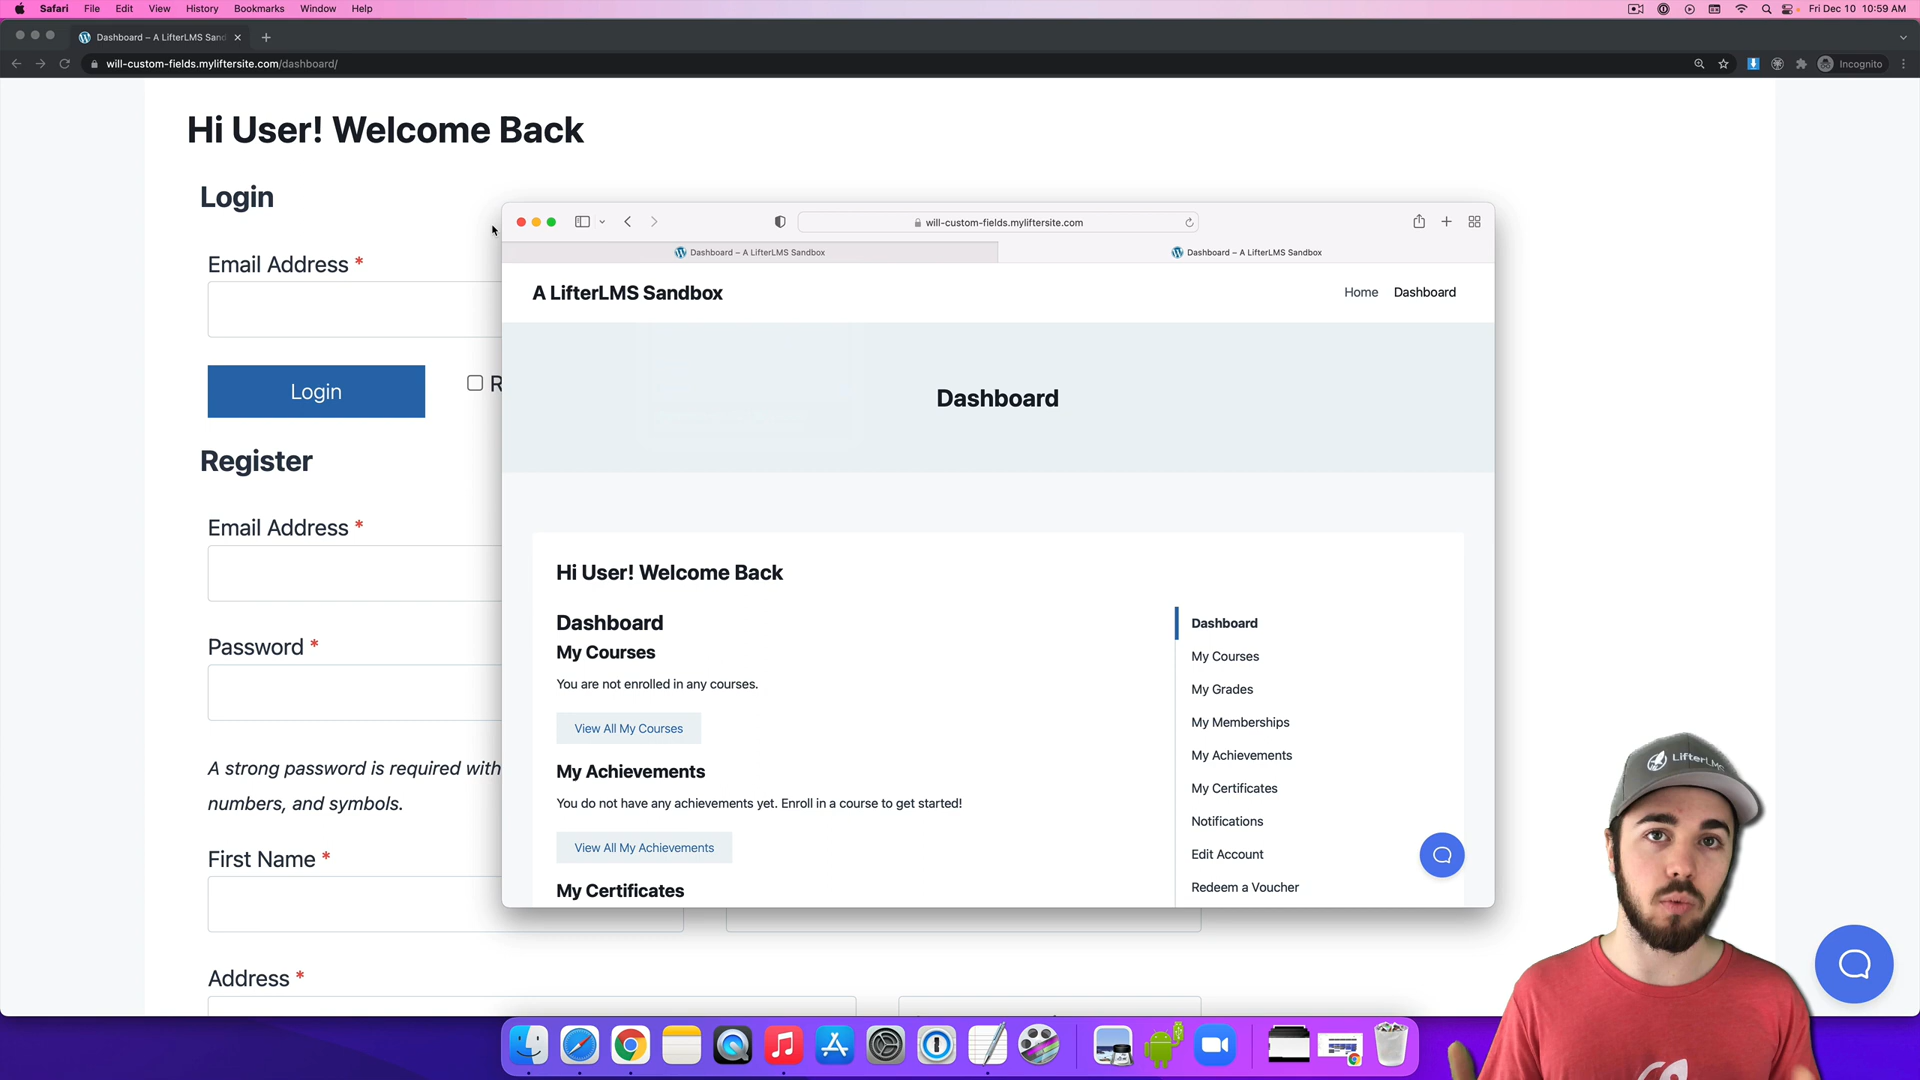 Safari File Edit View History Bookmarks Window Help
Fri Dec 10 10:59 AM
Dashboard – A LifterLMS Sand
will-custom-fields.myliftersite.com/dashboard/
Incognito
Hi User! Welcome Back
Login
Email Address *
Login
R
Register
Email Address *
Password *
A strong password is required with
numbers, and symbols.
First Name *
Address *
will-custom-fields.myliftersite.com
Dashboard – A LifterLMS Sandbox
Dashboard – A LifterLMS Sandbox
A LifterLMS Sandbox
Home Dashboard
Dashboard
Hi User! Welcome Back
Dashboard
My Courses
You are not enrolled in any courses.
View All My Courses
My Achievements
You do not have any achievements yet. Enroll in a course to get started!
View All My Achievements
My Certificates
Dashboard
My Courses
My Grades
My Memberships
My Achievements
My Certificates
Notifications
Edit Account
Redeem a Voucher
LifterLMS